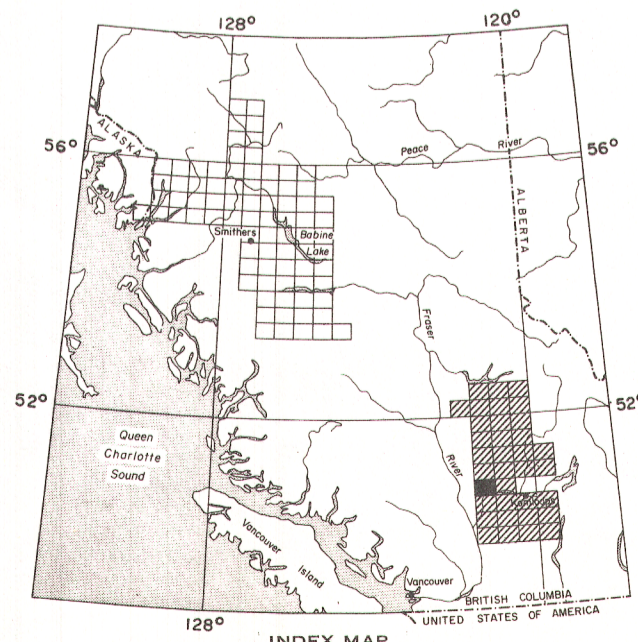 128°
120°
ALASKA
56°
Peace
River
56°
ALBERTA
Smithers
Babine
Lake
Fraser
52°
52°
Queen
Charlotte
Sound
River
Kamloops
Vancouver
Island
Vancouver
BRITISH COLUMBIA
UNITED STATES OF AMERICA
128°
INDEX MAP